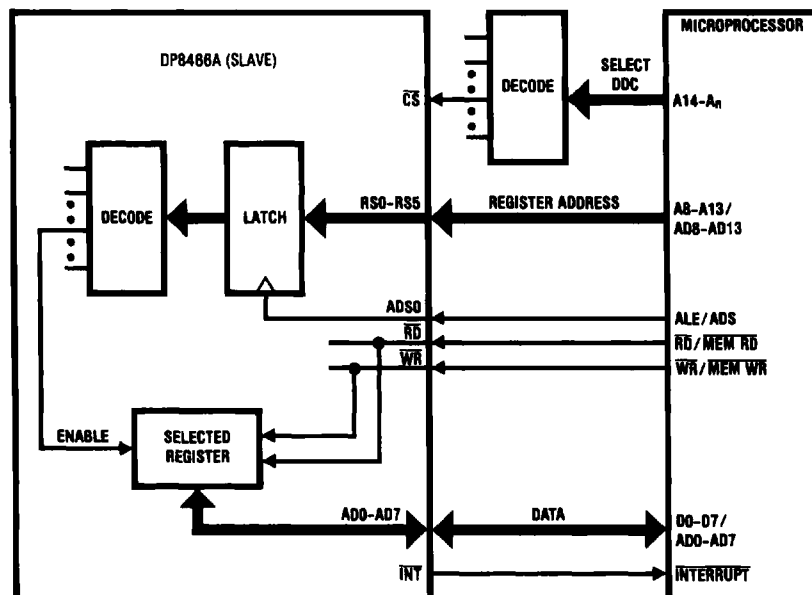 MICROPROCESSOR
DP8466A (SLAVE)
SELECT
DDC
DECODE
CS
A14-An
DECODE
LATCH
RS0-RS5
REGISTER ADDRESS
A8-A13/
AD8-AD13
ADS0
ALE/ADS
RD
RD/MEM RD
WR
WR/MEM WR
ENABLE
SELECTED
REGISTER
AD0-AD7
DATA
D0-D7/
AD0-AD7
INT
INTERRUPT